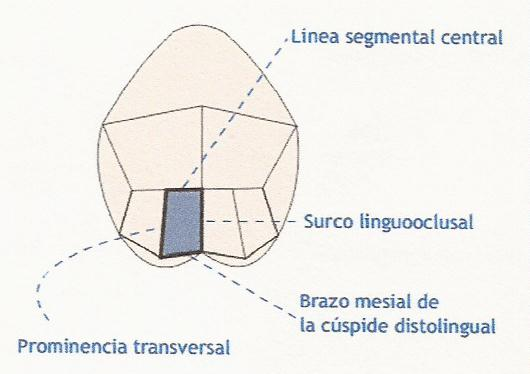 Línea segmental central
Surco linguooclusal
Brazo mesial de
la cúspide distolingual
Prominencia transversal